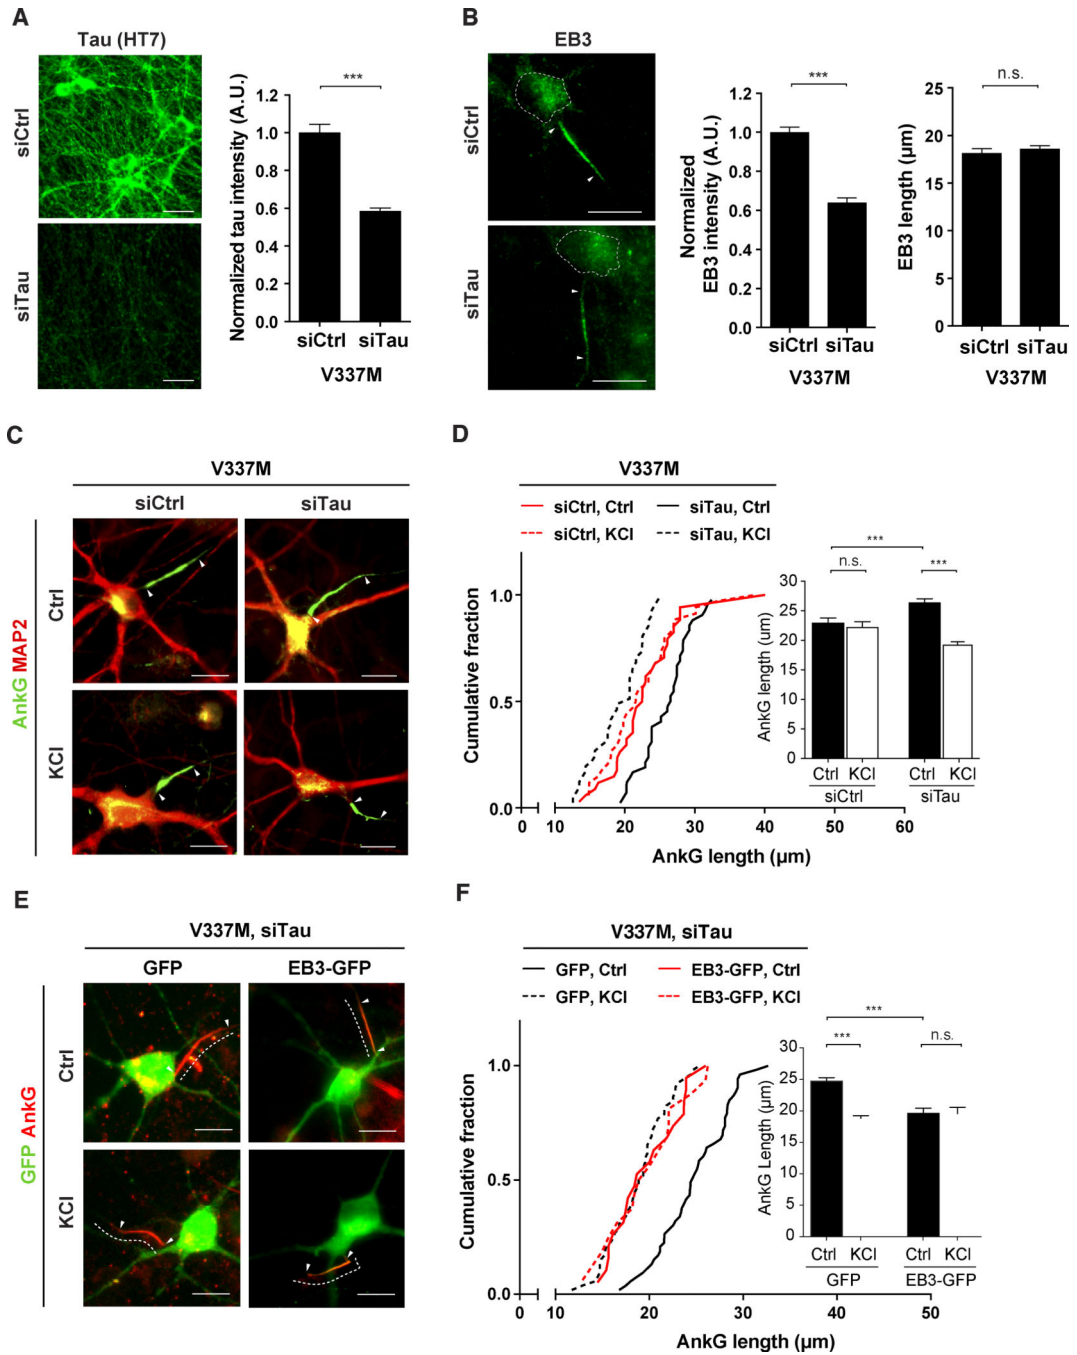 A
Tau (HT7)
siCtrl
siTau
Normalized tau intensity (A.U.)
1.2
1.0
0.8
0.6
0.4
0.2
0.0
***
siCtrl siTau
V337M
B
EB3
siCtrl
siTau
Normalized
EB3 intensity (A.U.)
1.2
1.0
0.8
0.6
0.4
0.2
0.0
***
siCtrl siTau
V337M
EB3 length (µm)
25
20
15
10
5
0
n.s.
siCtrl siTau
V337M
C
V337M
siCtrl siTau
AnkG MAP2
Ctrl
KCl
D
V337M
siCtrl, Ctrl siTau, Ctrl
siCtrl, KCl siTau, KCl
Cumulative fraction
1.0
0.5
0.0
0 10 20 30 40 50 60
AnkG length (µm)
***
n.s. ***
AnkG length (um)
30
25
20
15
10
5
0
Ctrl KCl Ctrl KCl
siCtrl siTau
E
V337M, siTau
GFP EB3-GFP
GFP AnkG
Ctrl
KCl
F
V337M, siTau
GFP, Ctrl EB3-GFP, Ctrl
GFP, KCl EB3-GFP, KCl
Cumulative fraction
1.0
0.5
0.0
0 10 20 30 40 50
AnkG length (µm)
***
*** n.s.
AnkG Length (µm)
30
25
20
15
10
5
0
Ctrl KCl Ctrl KCl
GFP EB3-GFP